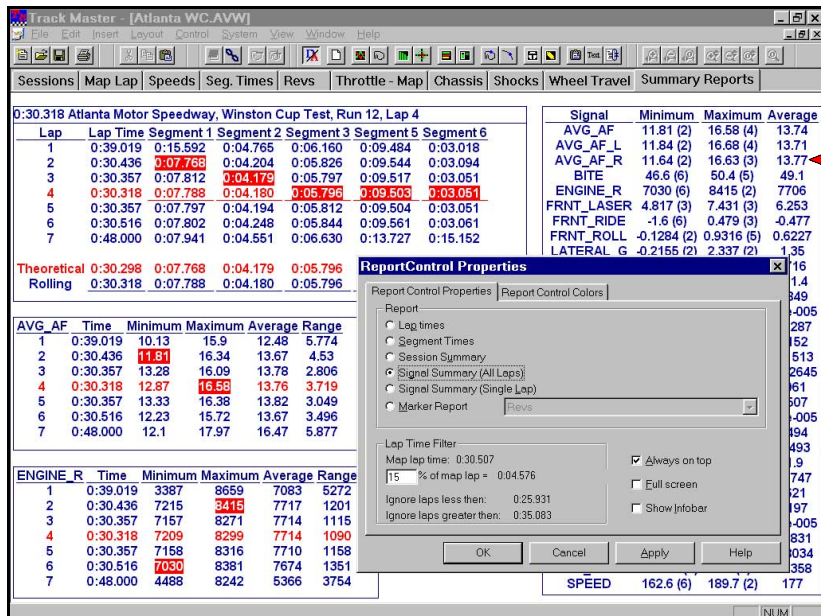 Track Master - [Atlanta WC.AVW]
File Edit Insert Layout Control System View Window Help
Text
Sessions Map Lap Speeds Seg. Times Revs Throttle - Map Chassis Shocks Wheel Travel Summary Reports
0:30.318 Atlanta Motor Speedway, Winston Cup Test, Run 12, Lap 4
Lap Lap Time Segment 1 Segment 2 Segment 3 Segment 5 Segment 6
1 0:39.019 0:15.592 0:04.765 0:06.160 0:09.484 0:03.018
2 0:30.436 0:07.768 0:04.204 0:05.826 0:09.544 0:03.094
3 0:30.357 0:07.812 0:04.179 0:05.797 0:09.517 0:03.051
4 0:30.318 0:07.788 0:04.180 0:05.796 0:09.503 0:03.051
5 0:30.357 0:07.797 0:04.194 0:05.812 0:09.504 0:03.051
6 0:30.516 0:07.802 0:04.248 0:05.844 0:09.561 0:03.061
7 0:48.000 0:07.941 0:04.551 0:06.630 0:13.727 0:15.152
Theoretical 0:30.298 0:07.768 0:04.179 0:05.796
Rolling 0:30.318 0:07.788 0:04.180 0:05.796
AVG_AF Time Minimum Maximum Average Range
1 0:39.019 10.13 15.9 12.48 5.774
2 0:30.436 11.81 16.34 13.67 4.53
3 0:30.357 13.28 16.09 13.78 2.806
4 0:30.318 12.87 16.58 13.76 3.719
5 0:30.357 13.33 16.38 13.82 3.049
6 0:30.516 12.23 15.72 13.67 3.496
7 0:48.000 12.1 17.97 16.47 5.877
ENGINE_R Time Minimum Maximum Average Range
1 0:39.019 3387 8659 7083 5272
2 0:30.436 7215 8415 7717 1201
3 0:30.357 7157 8271 7714 1115
4 0:30.318 7209 8299 7714 1090
5 0:30.357 7158 8316 7710 1158
6 0:30.516 7030 8381 7674 1351
7 0:48.000 4488 8242 5366 3754
Signal Minimum Maximum Average
AVG_AF 11.81 (2) 16.58 (4) 13.74
AVG_AF_L 11.84 (2) 16.68 (4) 13.71
AVG_AF_R 11.64 (2) 16.63 (3) 13.77
BITE 46.6 (6) 50.4 (5) 49.1
ENGINE_R 7030 (6) 8415 (2) 7706
FRNT_LASER 4.817 (3) 7.431 (3) 6.253
FRNT_RIDE -1.6 (6) 0.479 (3) -0.477
FRNT_ROLL -0.1284 (2) 0.9316 (5) 0.6227
LATERAL_G -0.2155 (2) 2.337 (2) 1.35
716
1.4
349
e-005
287
152
513
2645
061
607
e-005
494
493
1.9
747
621
197
e-005
831
8034
358
SPEED 162.6 (6) 189.7 (2) 177
ReportControl Properties
Report Control Properties Report Control Colors
Report
Lap times
Segment Times
Session Summary
Signal Summary (All Laps)
Signal Summary (Single Lap)
Marker Report Revs
Lap Time Filter
Map lap time: 0:30.507
15 % of map lap = 0:04.576
Ignore laps less then: 0:25.931
Ignore laps greater then: 0:35.083
Always on top
Full screen
Show Infobar
OK Cancel Apply Help
NUM